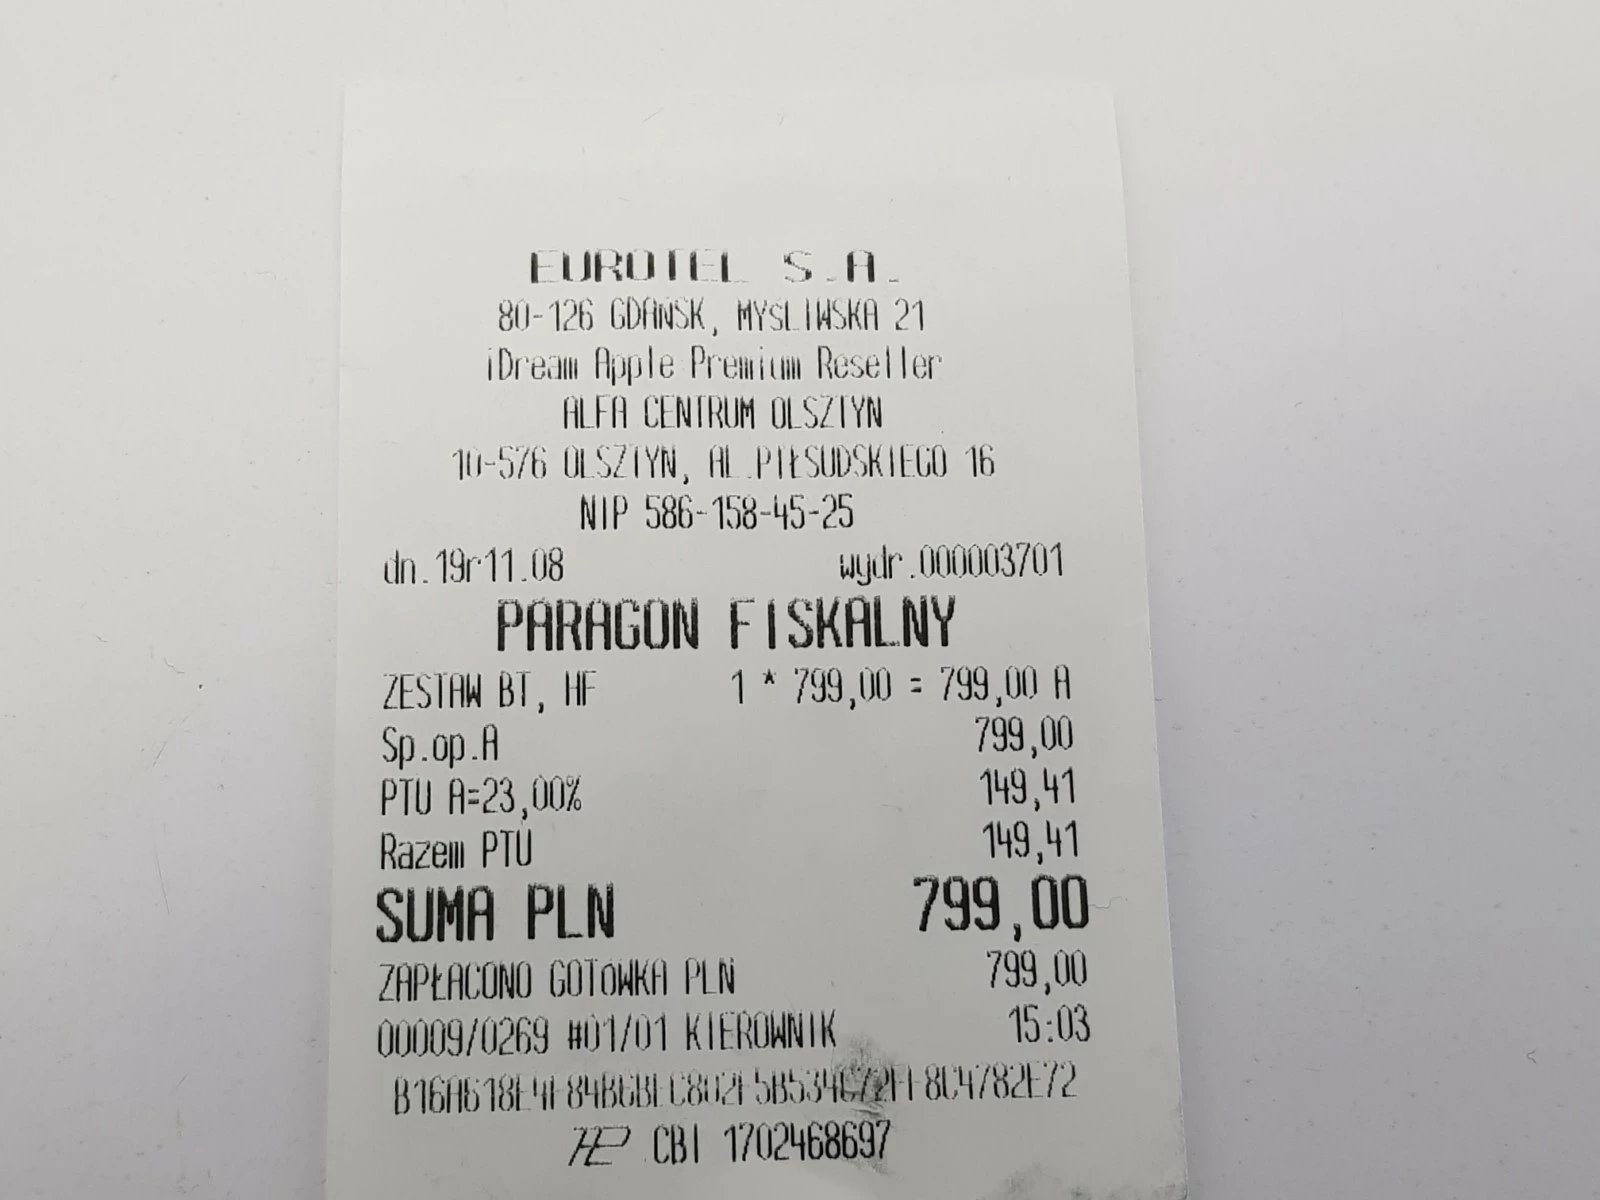 EUROTEL S.A.
80-126 GDAŃSK, MYŚLIWSKA 21
iDream Apple Premium Reseller
ALFA CENTRUM OLSZTYN
10-576 OLSZTYN, AL.PIŁSUDSKIEGO 16
NIP 586-158-45-25
dn.19r11.08 wydr.000003701
PARAGON FISKALNY
ZESTAW BT, HF 1 * 799,00 = 799,00 A
Sp.op.A 799,00
PTU A=23,00% 149,41
Razem PTU 149,41
SUMA PLN 799,00
ZAPŁACONO GOTÓWKA PLN 799,00
00009/0269 #01/01 KIEROWNIK 15:03
CBI 1702468697